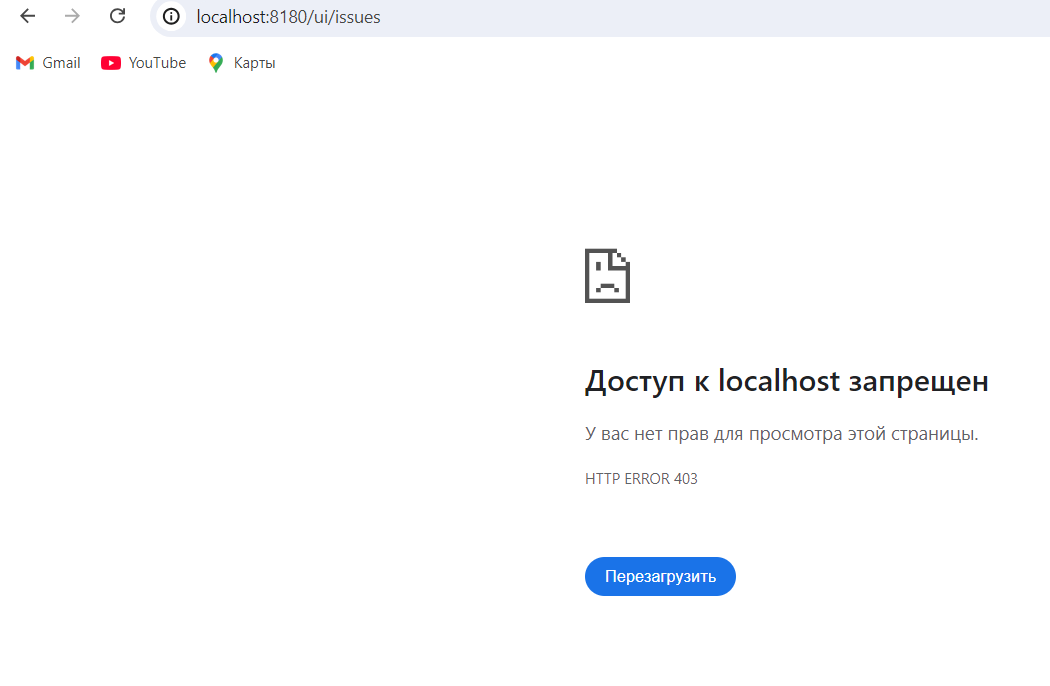 localhost:8180/ui/issues
Gmail YouTube Карты
Доступ к localhost запрещен
У вас нет прав для просмотра этой страницы.
HTTP ERROR 403
Перезагрузить